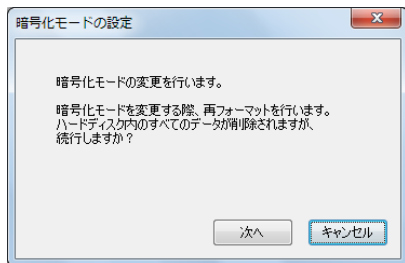 暗号化モードの設定
暗号化モードの変更を行います。
暗号化モードを変更する際、再フォーマットを行います。
ハードディスク内のすべてのデータが削除されますが、
続行しますか？
次へ
キャンセル